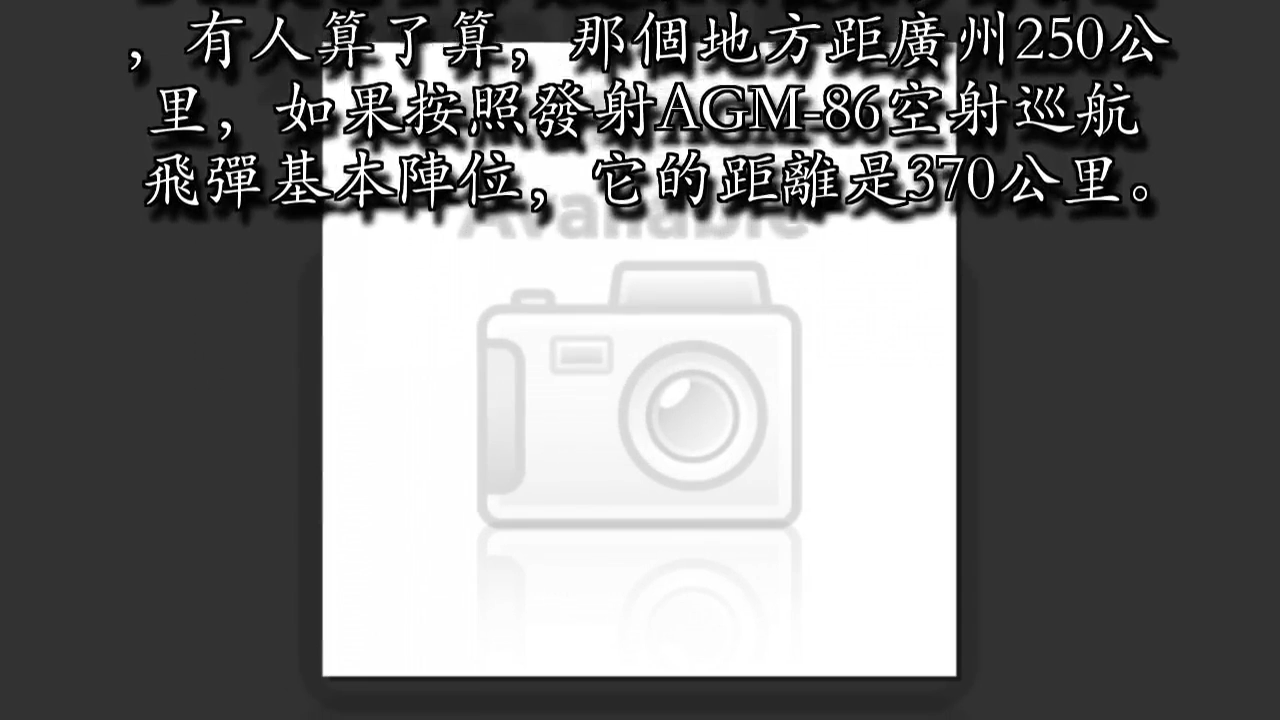 ，有人算了算，那個地方距廣州250公
里，如果按照發射AGM-86空射巡航
飛彈基本陣位，它的距離是370公里。
Available